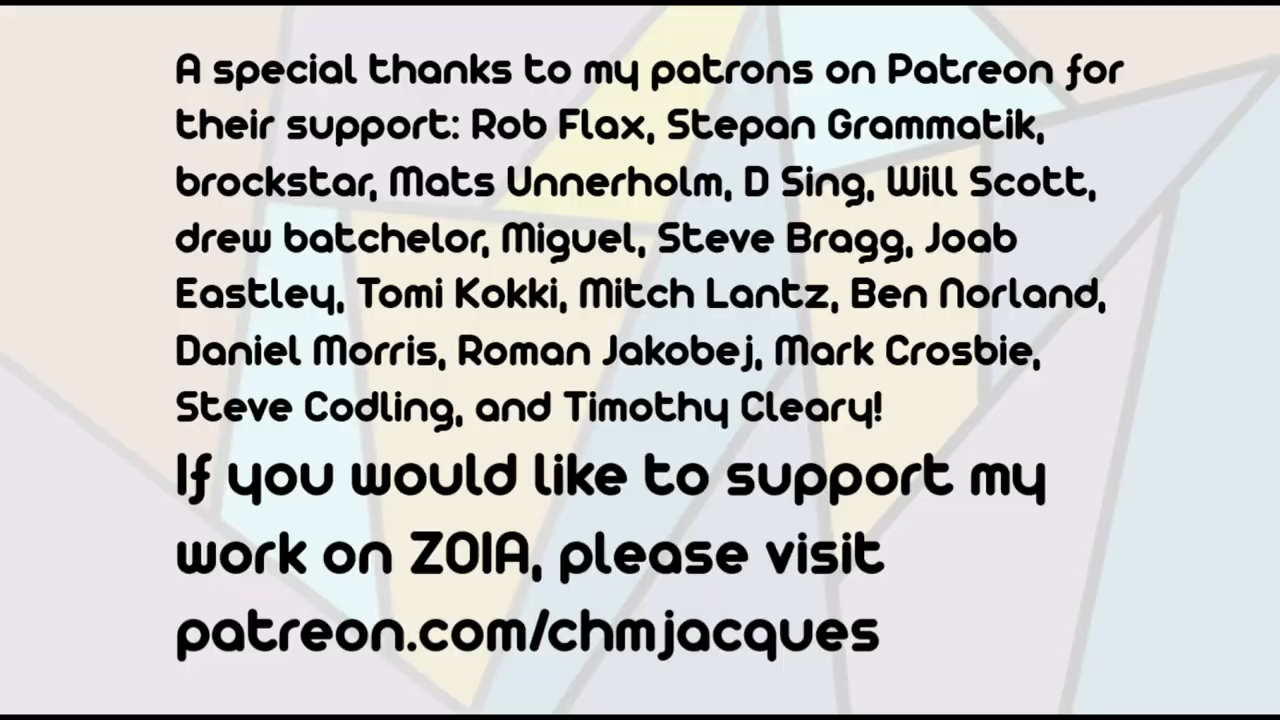 A special thanks to my patrons on Patreon for
their support: Rob Flax, Stepan Grammatik,
brockstar, Mats Unnerholm, D Sing, Will Scott,
drew batchelor, Miguel, Steve Bragg, Joab
Eastley, Tomi Kokki, Mitch Lantz, Ben Norland,
Daniel Morris, Roman Jakobej, Mark Crosbie,
Steve Codling, and Timothy Cleary!
If you would like to support my
work on ZOIA, please visit
patreon.com/chmjacques